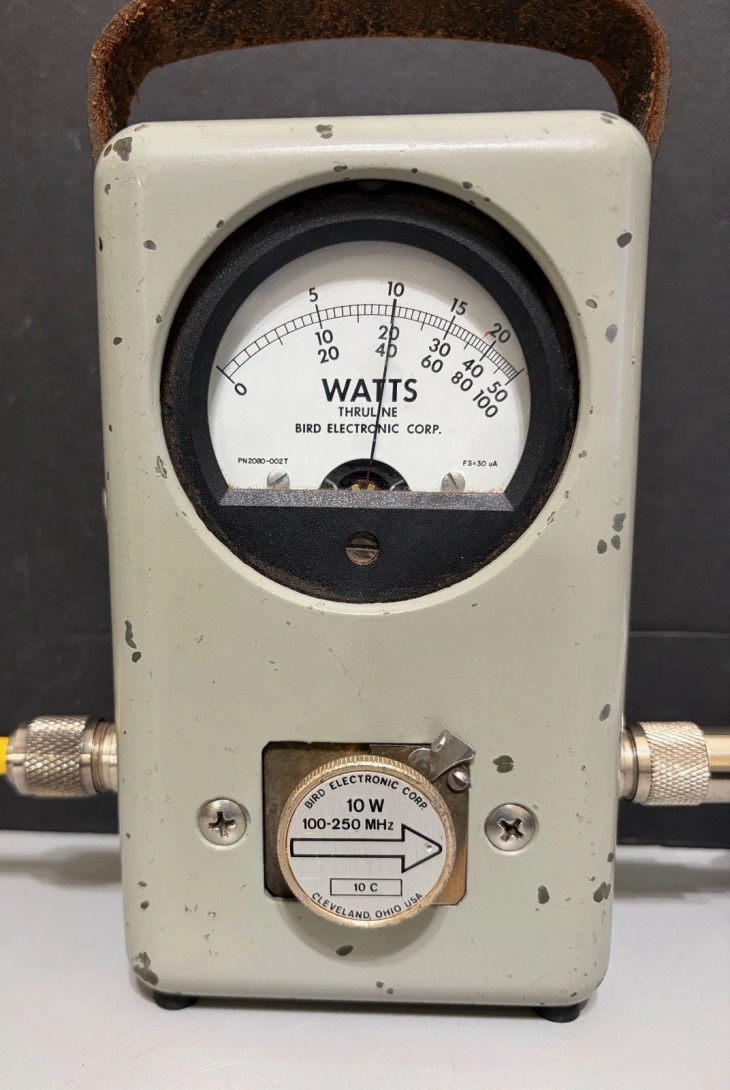 5 10 15 20
10 20 30 40 50
0 20 40 60 80 100
WATTS
THRULINE
BIRD ELECTRONIC CORP.
PN2080-002T FS=30 uA
BIRD ELECTRONIC CORP.
10 W
100-250 MHz
10 C
CLEVELAND, OHIO USA